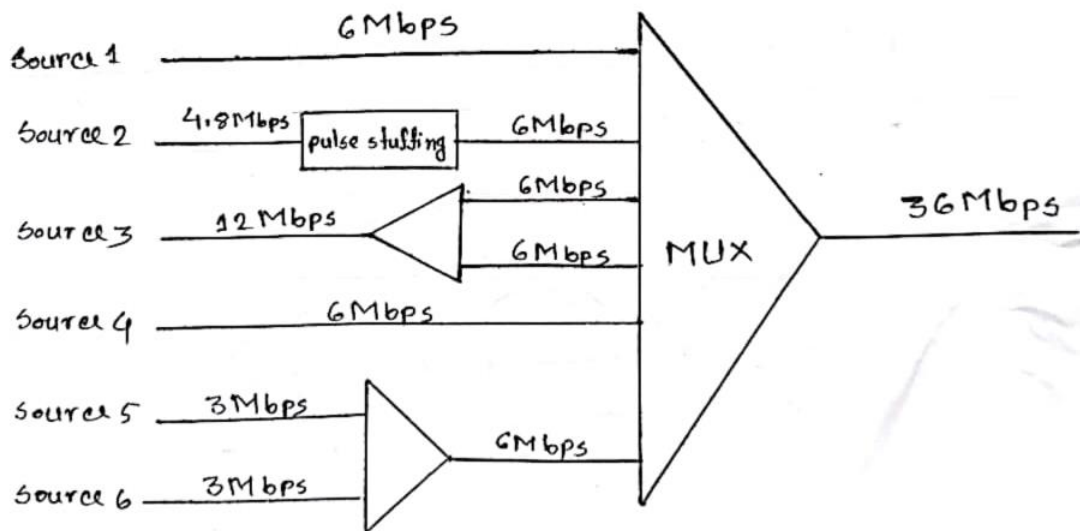 6Mbps
Source 1
4.8Mbps
Source 2
pulse stuffing
6Mbps
6Mbps
12Mbps
Source 3
6Mbps
MUX
36Mbps
6Mbps
Source 4
3Mbps
Source 5
6Mbps
3Mbps
Source 6